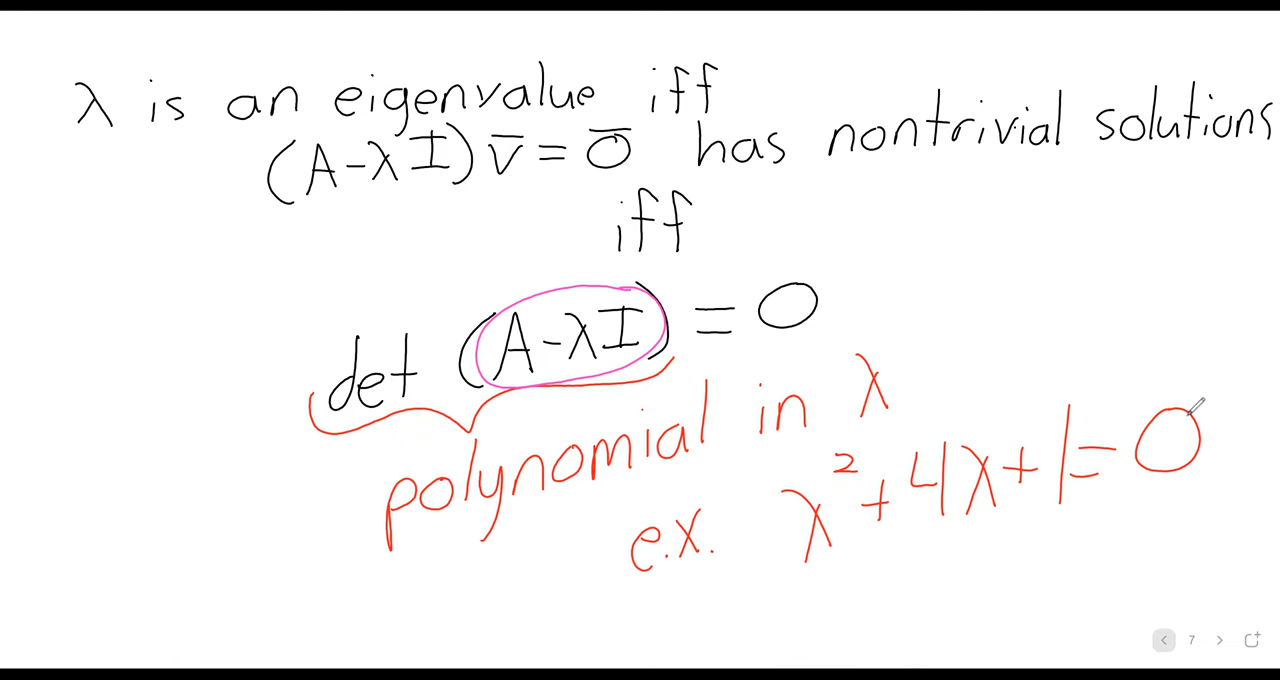 λ is an eigenvalue iff
(A-λI)v̅ = 0̅ has nontrivial solutions
iff
det (A-λI) = 0
polynomial in λ
e.x. λ² + 4λ + 1 = 0
7